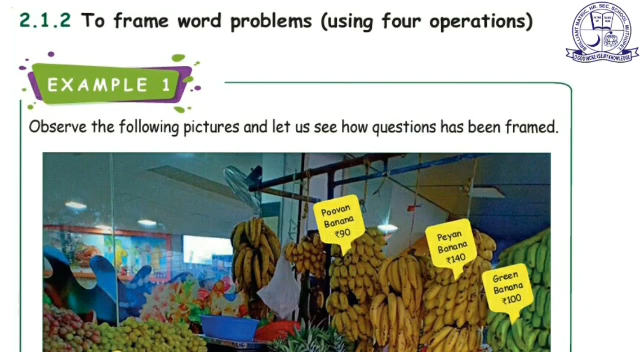 2.1.2 To frame word problems (using four operations)
EXAMPLE 1
Observe the following pictures and let us see how questions has been framed.
Poovan
Banana
₹90
Peyan
Banana
₹140
Green
Banana
₹100